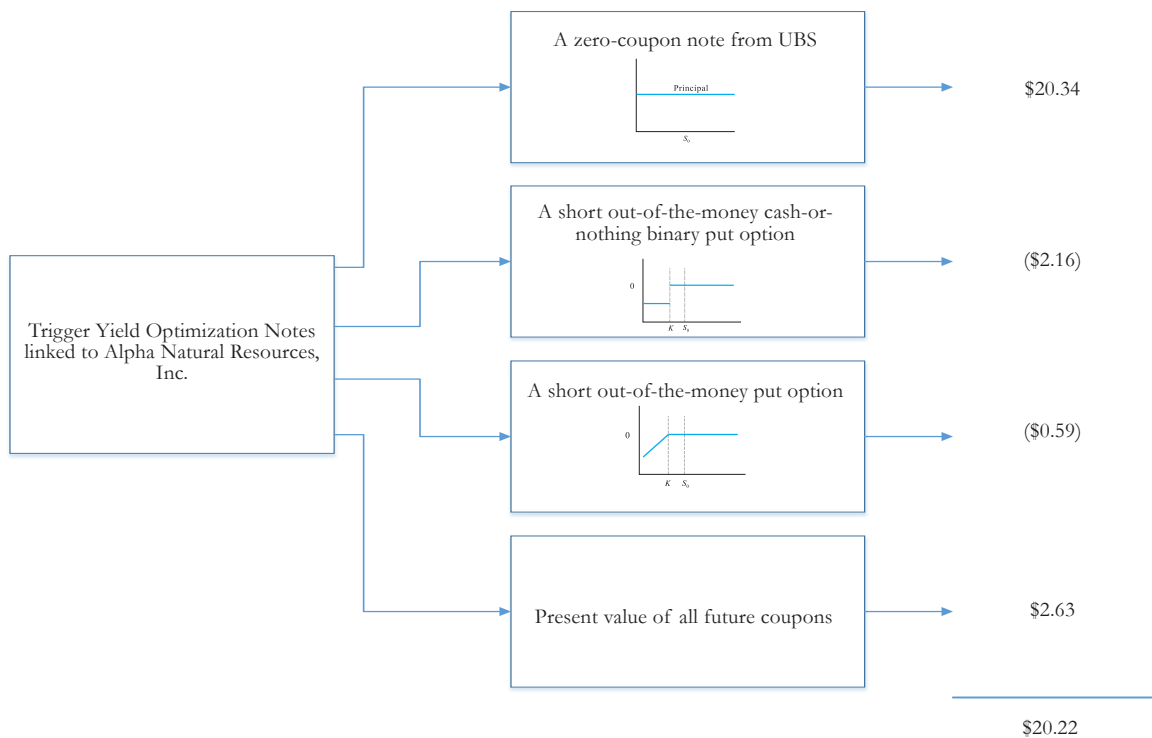 A zero-coupon note from UBS
Principal
S0
$20.34
A short out-of-the-money cash-or-
nothing binary put option
0
K
S0
($2.16)
Trigger Yield Optimization Notes
linked to Alpha Natural Resources,
Inc.
A short out-of-the-money put option
0
K
S0
($0.59)
Present value of all future coupons
$2.63
$20.22